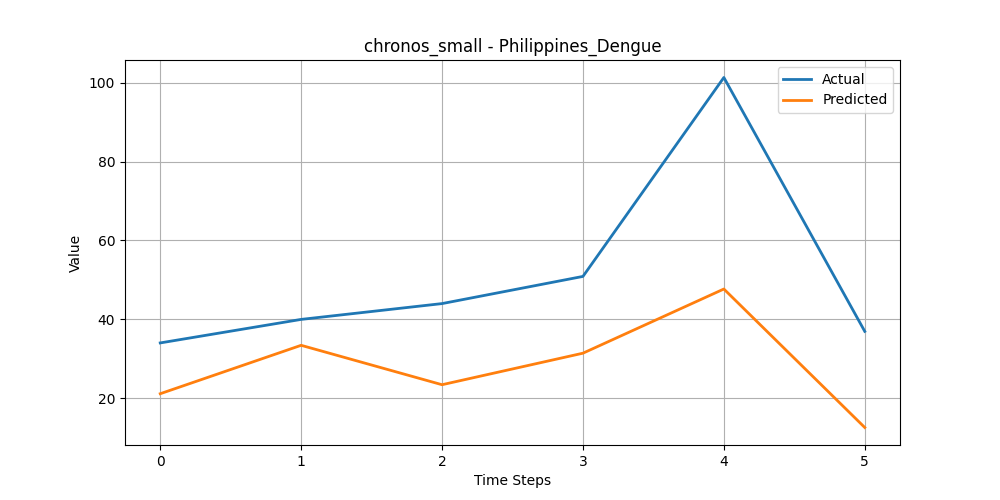 chronos_small - Philippines_Dengue
Actual
Predicted
100
80
60
40
20
Value
0 1 2 3 4 5
Time Steps